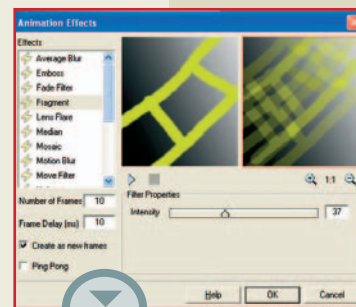 Animation Effects
Effects
Average Blur
Emboss
Fade Filter
Fragment
Lens Flare
Median
Mosaic
Motion Blur
Move Filter
1:1
Number of Frames 10
Frame Delay (ms) 10
Filter Properties
Intensity 37
Create as new frames
Ping Pong
Help OK Cancel